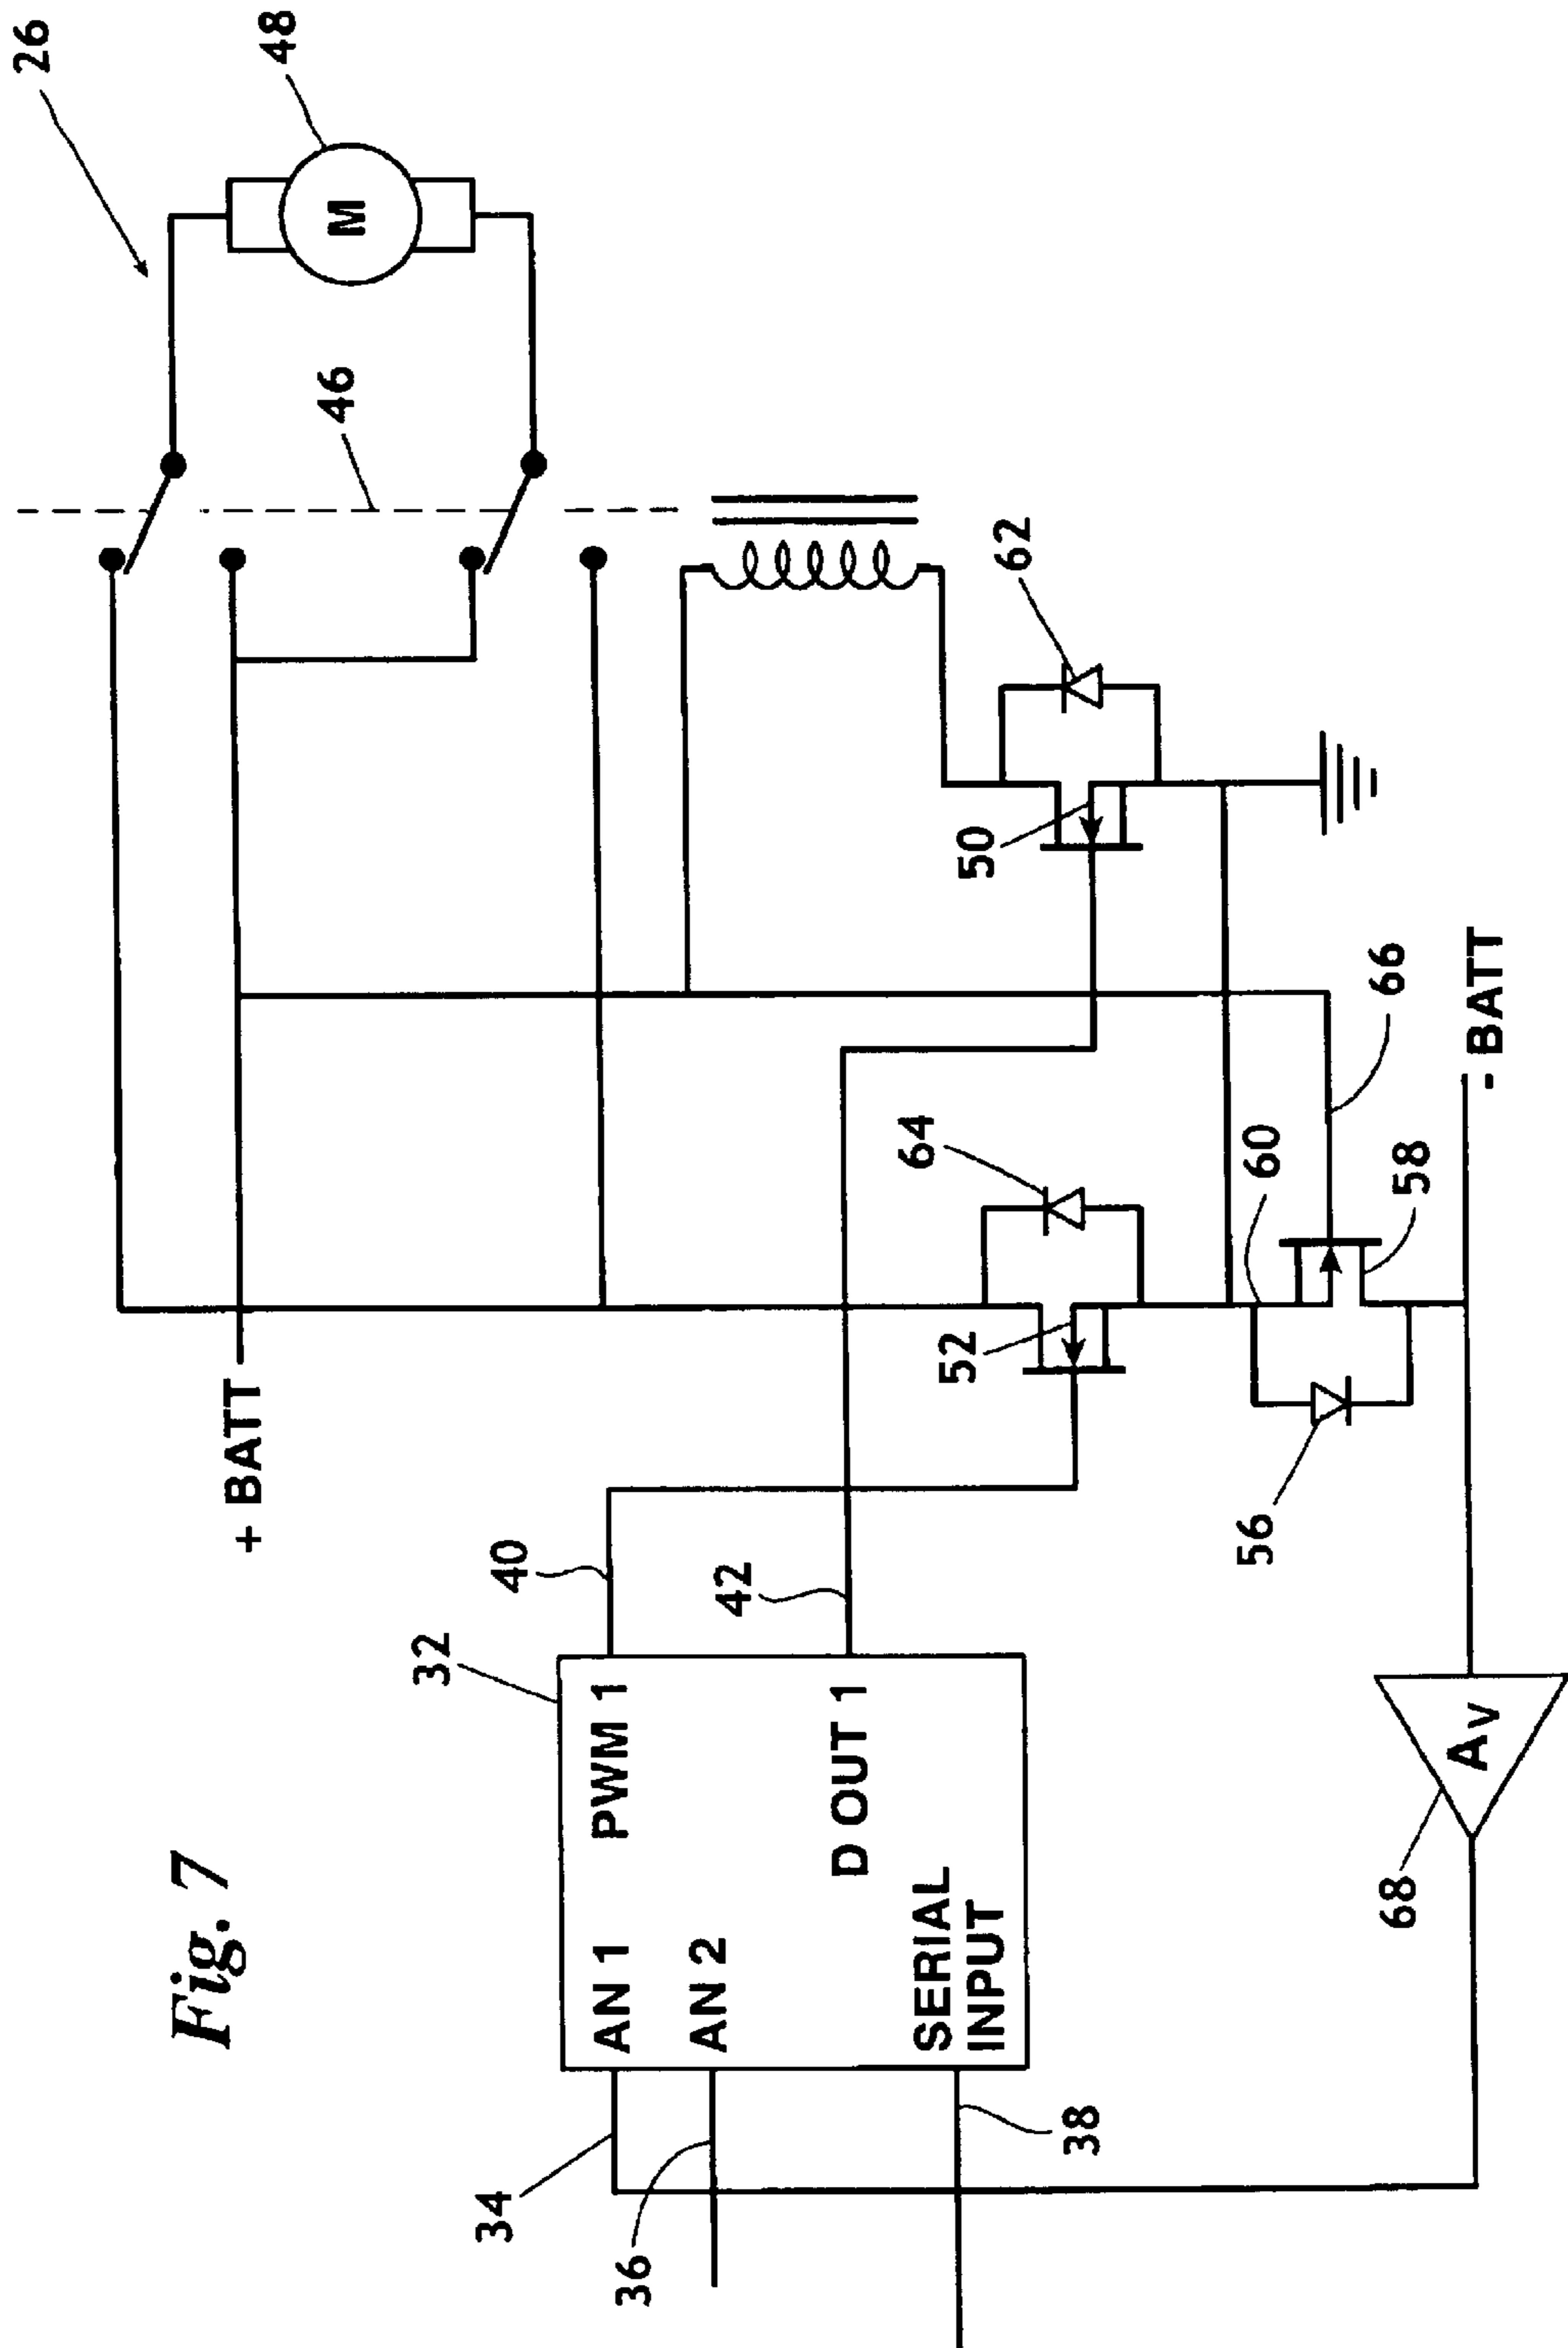 Fig. 7
26
48
46
+ BATT
62
50
66
- BATT
64
60
58
52
56
40
42
32
34
36
38
68
AN 1
PWM 1
AN 2
D OUT 1
SERIAL
INPUT
M
AV